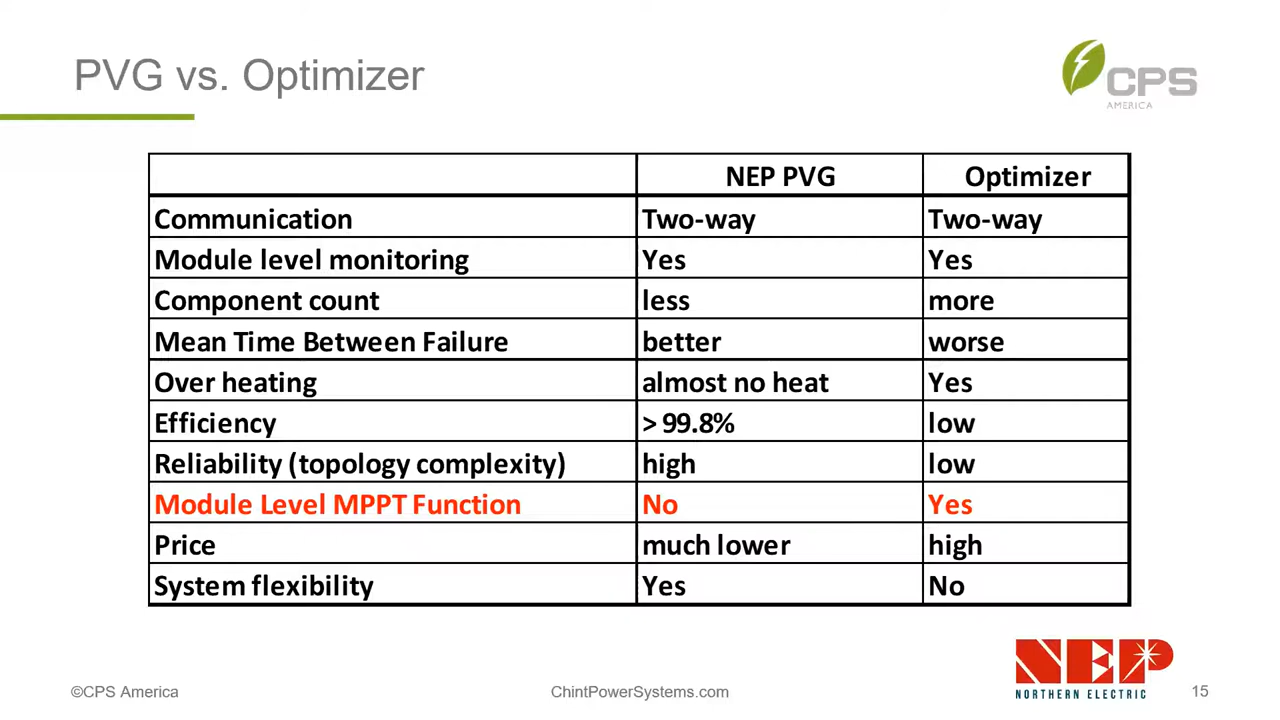 PVG vs. Optimizer
CPS
AMERICA
NEP PVG Optimizer
Communication Two-way Two-way
Module level monitoring Yes Yes
Component count less more
Mean Time Between Failure better worse
Over heating almost no heat Yes
Efficiency > 99.8% low
Reliability (topology complexity) high low
Module Level MPPT Function No Yes
Price much lower high
System flexibility Yes No
NEP
NORTHERN ELECTRIC
©CPS America ChintPowerSystems.com 15